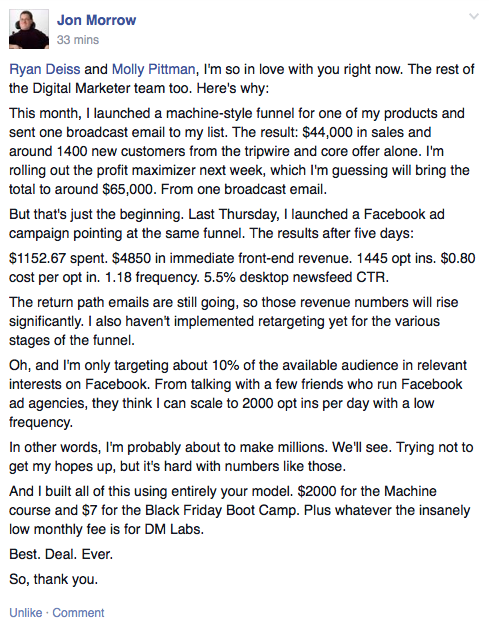 Jon Morrow
33 mins
Ryan Deiss and Molly Pittman, I'm so in love with you right now. The rest of
the Digital Marketer team too. Here's why:
This month, I launched a machine-style funnel for one of my products and
sent one broadcast email to my list. The result: $44,000 in sales and
around 1400 new customers from the tripwire and core offer alone. I'm
rolling out the profit maximizer next week, which I'm guessing will bring the
total to around $65,000. From one broadcast email.
But that's just the beginning. Last Thursday, I launched a Facebook ad
campaign pointing at the same funnel. The results after five days:
$1152.67 spent. $4850 in immediate front-end revenue. 1445 opt ins. $0.80
cost per opt in. 1.18 frequency. 5.5% desktop newsfeed CTR.
The return path emails are still going, so those revenue numbers will rise
significantly. I also haven't implemented retargeting yet for the various
stages of the funnel.
Oh, and I'm only targeting about 10% of the available audience in relevant
interests on Facebook. From talking with a few friends who run Facebook
ad agencies, they think I can scale to 2000 opt ins per day with a low
frequency.
In other words, I'm probably about to make millions. We'll see. Trying not to
get my hopes up, but it's hard with numbers like those.
And I built all of this using entirely your model. $2000 for the Machine
course and $7 for the Black Friday Boot Camp. Plus whatever the insanely
low monthly fee is for DM Labs.
Best. Deal. Ever.
So, thank you.
Unlike · Comment